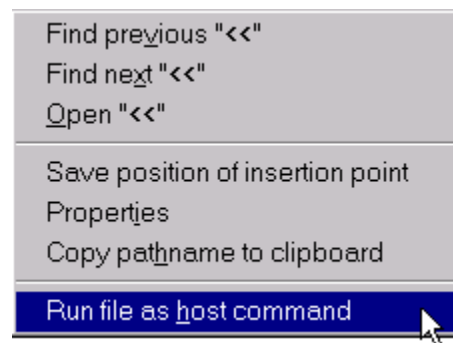 Find previous "<<"
Find next "<<"
Open "<<"
Save position of insertion point
Properties
Copy pathname to clipboard
Run file as host command